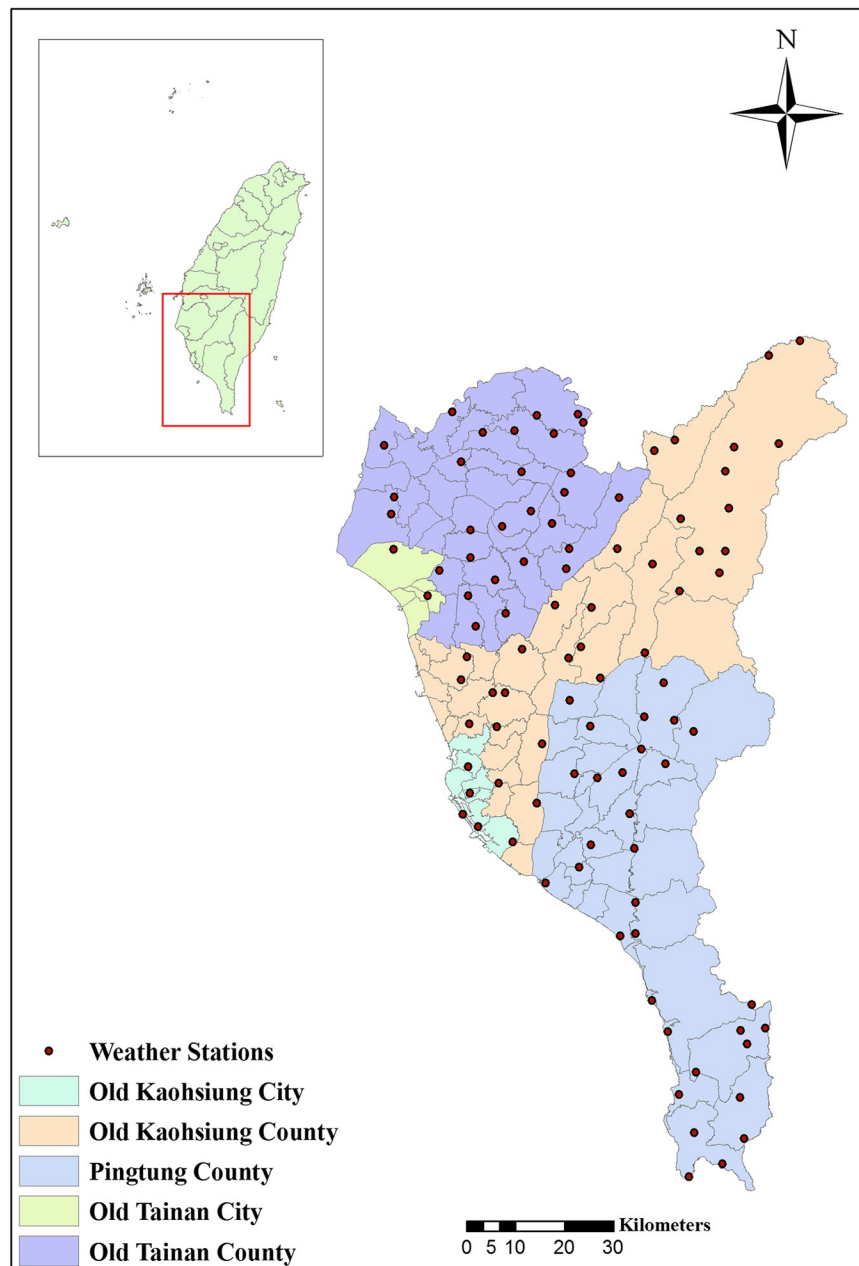 N
Weather Stations
Old Kaohsiung City
Old Kaohsiung County
Pingtung County
Old Tainan City
Old Tainan County
Kilometers
0 5 10 20 30